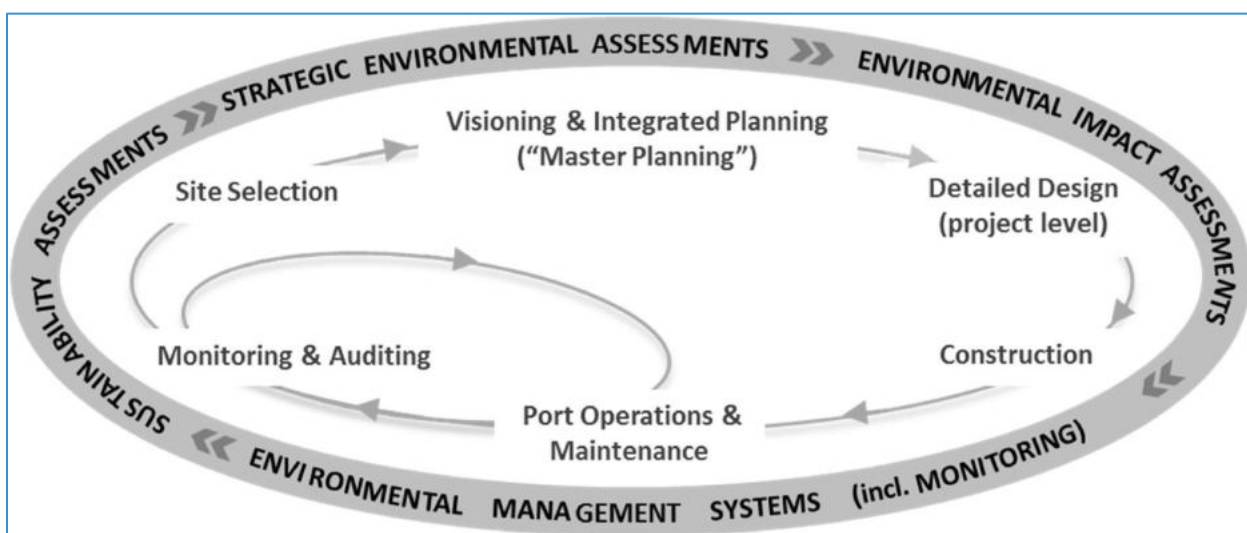 SUSTAINABILITY ASSESSMENTS
STRATEGIC ENVIRONMENTAL ASSESSMENTS
ENVIRONMENTAL IMPACT ASSESSMENTS
ENVIRONMENTAL MANAGEMENT SYSTEMS (incl. MONITORING)
Visioning & Integrated Planning
(“Master Planning”)
Site Selection
Detailed Design
(project level)
Monitoring & Auditing
Construction
Port Operations &
Maintenance